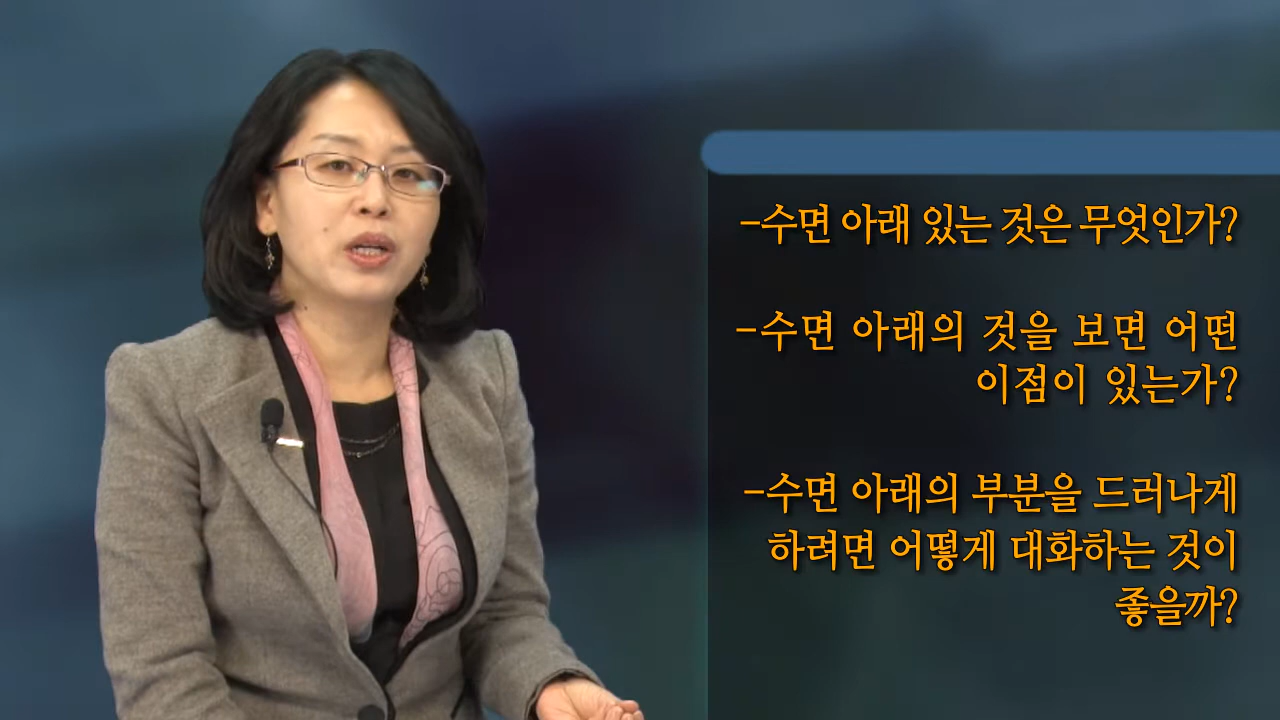 -수면 아래 있는 것은 무엇인가?
-수면 아래의 것을 보면 어떤
이점이 있는가?
-수면 아래의 부분을 드러나게
하려면 어떻게 대화하는 것이
좋을까?